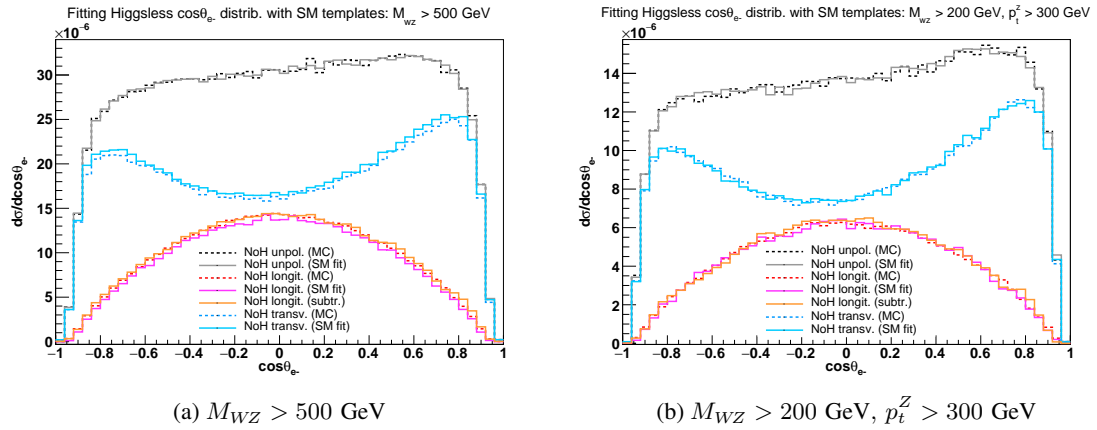 Fitting Higgsless cosθe- distrib. with SM templates: M wz > 500 GeV
×10⁻⁶
dσ/dcosθe-
30
25
20
15
10
5
0
NoH unpol. (MC)
NoH unpol. (SM fit)
NoH longit. (MC)
NoH longit. (SM fit)
NoH longit. (subtr.)
NoH transv. (MC)
NoH transv. (SM fit)
−1 −0.8 −0.6 −0.4 −0.2 0 0.2 0.4 0.6 0.8 1
cosθe-
(a) MWZ > 500 GeV
Fitting Higgsless cosθe- distrib. with SM templates: M wz > 200 GeV, p t z > 300 GeV
×10⁻⁶
dσ/dcosθe-
14
12
10
8
6
4
2
0
NoH unpol. (MC)
NoH unpol. (SM fit)
NoH longit. (MC)
NoH longit. (SM fit)
NoH longit. (subtr.)
NoH transv. (MC)
NoH transv. (SM fit)
−1 −0.8 −0.6 −0.4 −0.2 0 0.2 0.4 0.6 0.8 1
cosθe-
(b) MWZ > 200 GeV, ptZ > 300 GeV